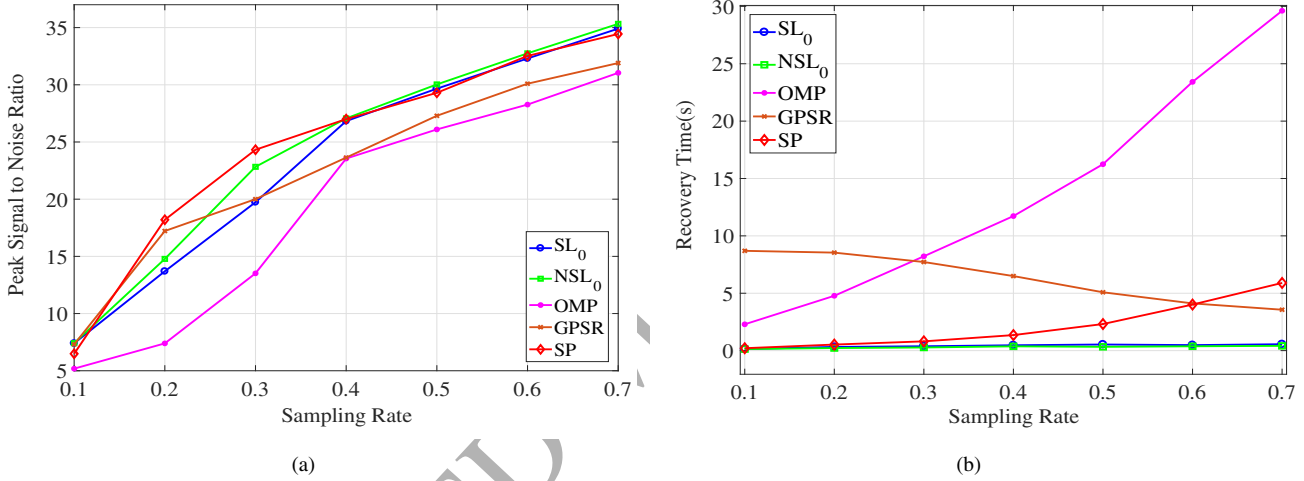 35
30
25
20
15
10
5
0.1 0.2 0.3 0.4 0.5 0.6 0.7
Peak Signal to Noise Ratio
Sampling Rate
SL0
NSL0
OMP
GPSR
SP
(a)
30
25
20
15
10
5
0
0.1 0.2 0.3 0.4 0.5 0.6 0.7
Recovery Time(s)
Sampling Rate
SL0
NSL0
OMP
GPSR
SP
(b)